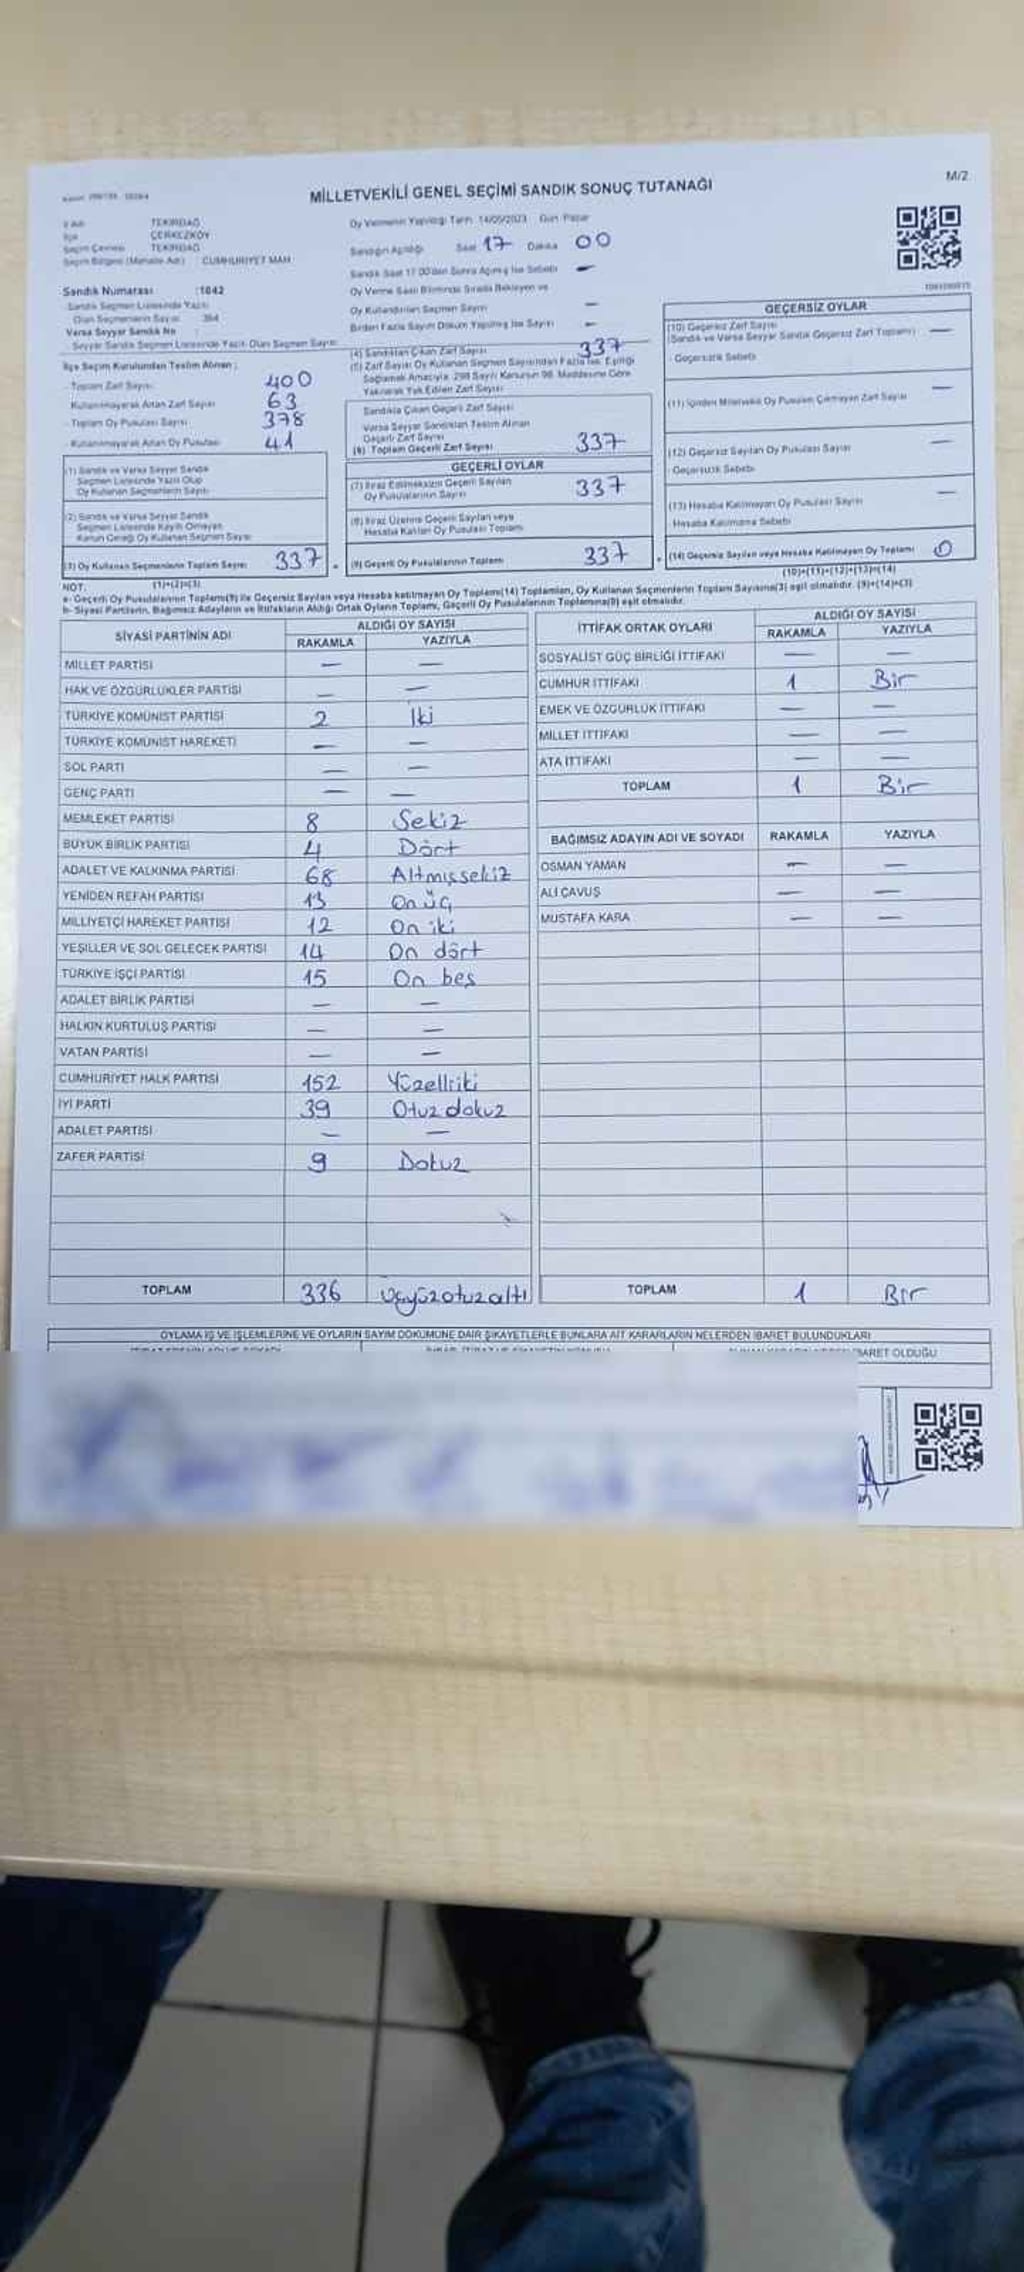 M/2
MİLLETVEKİLİ GENEL SEÇİMİ SANDIK SONUÇ TUTANAĞI
İl Adı : TEKİRDAĞ
İlçe : ÇERKEZKÖY
Seçim Çevresi : TEKİRDAĞ
Seçim Bölgesi (Mahalle Adı) : CUMHURİYET MAH
Sandık Numarası :1042
Sandık Seçmen Listesinde Yazılı
Olan Seçmenlerin Sayısı
Varsa Seyyar Sandık No :
Seyyar Sandık Seçmen Listesinde Yazılı Olan Seçmen Sayısı
Oy Vermenin Yapıldığı Tarih: 14/05/2023 Gün: Pazar
Sandığın Açıldığı Saat 17 Dakika 00
Sandık Saat 17.00'den Sonra Açılmış İse Sebebi —
Oy Verme Saati Bitiminde Sırada Bekleyen ve
Oy Kullandırılan Seçmen Sayısı —
Birden Fazla Sayım Döküm Yapılmış İse Sayısı —
(4) Sandıktan Çıkan Zarf Sayısı 337
(5) Zarf Sayısı Oy Kullanan Seçmen Sayısından Fazla İse, Eşitliği
Sağlamak Amacıyla, 298 Sayılı Kanunun 98. Maddesine Göre
Yakılarak Yok Edilen Zarf Sayısı
İlçe Seçim Kurulundan Teslim Alınan :
- Toplam Zarf Sayısı 400
- Kullanılmayarak Artan Zarf Sayısı 63
- Toplam Oy Pusulası Sayısı 378
- Kullanılmayarak Artan Oy Pusulası 41
Sandıkta Çıkan Geçerli Zarf Sayısı
Varsa Seyyar Sandıktan Teslim Alınan
Geçerli Zarf Sayısı
(6) Toplam Geçerli Zarf Sayısı 337
GEÇERSİZ OYLAR
(10) Geçersiz Zarf Sayısı
(Sandık ve Varsa Seyyar Sandık Geçersiz Zarf Toplamı) —
- Geçersizlik Sebebi
(11) İçinden Milletvekili Oy Pusulası Çıkmayan Zarf Sayısı —
(12) Geçersiz Sayılan Oy Pusulası Sayısı —
Geçersizlik Sebebi
(13) Hesaba Katılmayan Oy Pusulası Sayısı —
Hesaba Katılmama Sebebi
(1) Sandık ve Varsa Seyyar Sandık
Seçmen Listesinde Yazılı Olup
Oy Kullanan Seçmenlerin Sayısı
(2) Sandık ve Varsa Seyyar Sandık
Seçmen Listesinde Kayıtlı Olmayan
Kanun Gereği Oy Kullanan Seçmen Sayısı
(3) Oy Kullanan Seçmenlerin Toplam Sayısı 337
(1)+(2)=(3)
GEÇERLİ OYLAR
(7) İtiraz Edilmeksizin Geçerli Sayılan
Oy Pusulalarının Sayısı 337
(8) İtiraz Üzerine Geçerli Sayılan veya
Hesaba Katılan Oy Pusulası Toplamı
(9) Geçerli Oy Pusulalarının Toplamı 337
(14) Geçersiz Sayılan veya Hesaba Katılmayan Oy Toplamı 0
(10)+(11)+(12)+(13)=(14)
NOT:
a- Geçerli Oy Pusulalarının Toplamı(9) ile Geçersiz Sayılan veya Hesaba katılmayan Oy Toplamı(14) Toplamları, Oy Kullanan Seçmenlerin Toplam Sayısına(3) eşit olmalıdır. (9)+(14)=(3)
b- Siyasi Partilerin, Bağımsız Adayların ve İttifakların Aldığı Ortak Oyların Toplamı, Geçerli Oy Pusulalarının Toplamına(9) eşit olmalıdır.
SİYASİ PARTİNİN ADI ALDIĞI OY SAYISI
RAKAMLA YAZIYLA
MİLLET PARTİSİ — —
HAK VE ÖZGÜRLÜKLER PARTİSİ — —
TÜRKİYE KOMÜNİST PARTİSİ 2 İki
TÜRKİYE KOMÜNİST HAREKETİ — —
SOL PARTİ — —
GENÇ PARTİ — —
MEMLEKET PARTİSİ 8 Sekiz
BÜYÜK BİRLİK PARTİSİ 4 Dört
ADALET VE KALKINMA PARTİSİ 68 Altmışsekiz
YENİDEN REFAH PARTİSİ 13 On üç
MİLLİYETÇİ HAREKET PARTİSİ 12 On iki
YEŞİLLER VE SOL GELECEK PARTİSİ 14 On dört
TÜRKİYE İŞÇİ PARTİSİ 15 On beş
ADALET BİRLİK PARTİSİ — —
HALKIN KURTULUŞ PARTİSİ — —
VATAN PARTİSİ — —
CUMHURİYET HALK PARTİSİ 152 Yüzelliiki
İYİ PARTİ 39 Otuz dokuz
ADALET PARTİSİ — —
ZAFER PARTİSİ 9 Dokuz
TOPLAM 336 Üçyüzotuzaltı
İTTİFAK ORTAK OYLARI ALDIĞI OY SAYISI
RAKAMLA YAZIYLA
SOSYALİST GÜÇ BİRLİĞİ İTTİFAKI — —
CUMHUR İTTİFAKI 1 Bir
EMEK VE ÖZGÜRLÜK İTTİFAKI — —
MİLLET İTTİFAKI — —
ATA İTTİFAKI — —
TOPLAM 1 Bir
BAĞIMSIZ ADAYIN ADI VE SOYADI RAKAMLA YAZIYLA
OSMAN YAMAN — —
ALİ ÇAVUŞ — —
MUSTAFA KARA — —
TOPLAM 1 Bir
OYLAMA İŞ VE İŞLEMLERİNE VE OYLARIN SAYIM DÖKÜMÜNE DAİR ŞİKAYETLERLE BUNLARA AİT KARARLARIN NELERDEN İBARET BULUNDUKLARI
İBARET OLDUĞU